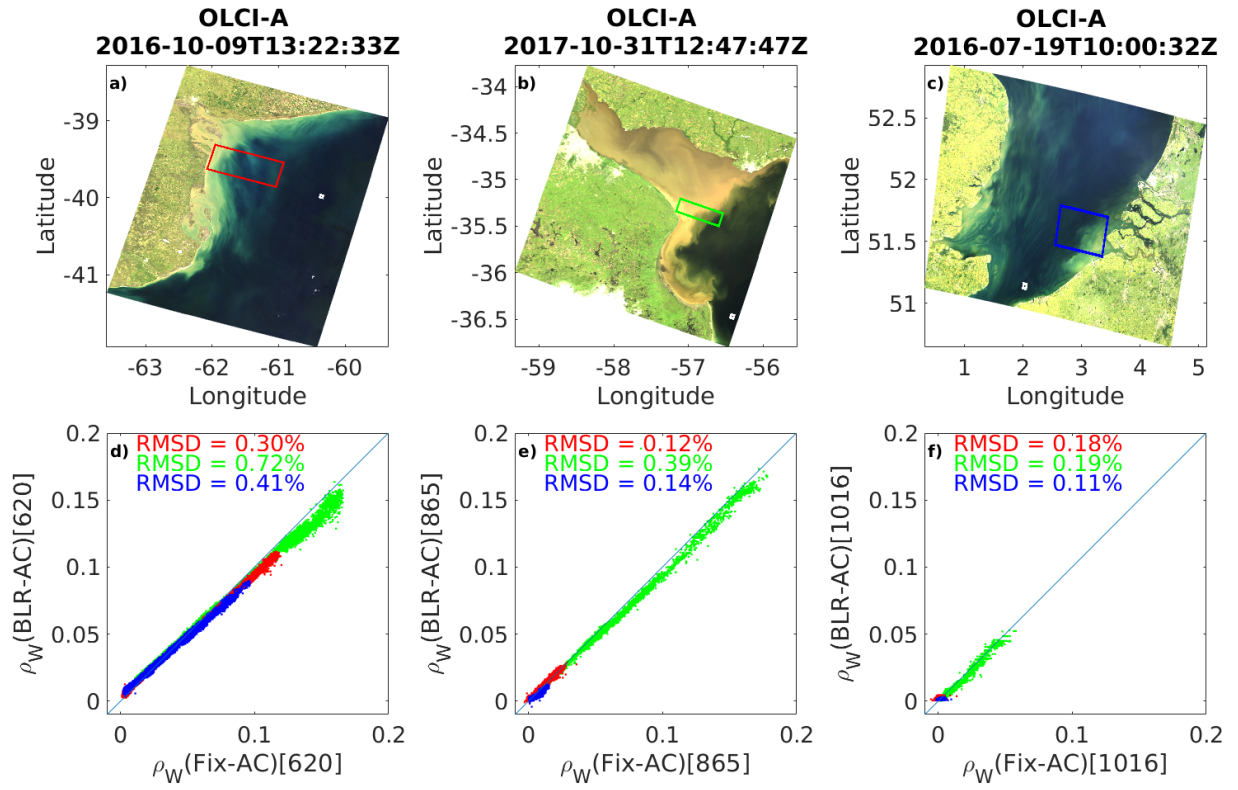 OLCI-A
2016-10-09T13:22:33Z
a)
-39
-40
-41
Latitude
-63 -62 -61 -60
Longitude
OLCI-A
2017-10-31T12:47:47Z
b)
-34
-34.5
-35
-35.5
-36
-36.5
Latitude
-59 -58 -57 -56
Longitude
OLCI-A
2016-07-19T10:00:32Z
c)
52.5
52
51.5
51
Latitude
1 2 3 4 5
Longitude
d)
RMSD = 0.30%
RMSD = 0.72%
RMSD = 0.41%
0.2
0.15
0.1
0.05
0
ρW(BLR-AC)[620]
0 0.1 0.2
ρW(Fix-AC)[620]
e)
RMSD = 0.12%
RMSD = 0.39%
RMSD = 0.14%
0.2
0.15
0.1
0.05
0
ρW(BLR-AC)[865]
0 0.1 0.2
ρW(Fix-AC)[865]
f)
RMSD = 0.18%
RMSD = 0.19%
RMSD = 0.11%
0.2
0.15
0.1
0.05
0
ρW(BLR-AC)[1016]
0 0.1 0.2
ρW(Fix-AC)[1016]